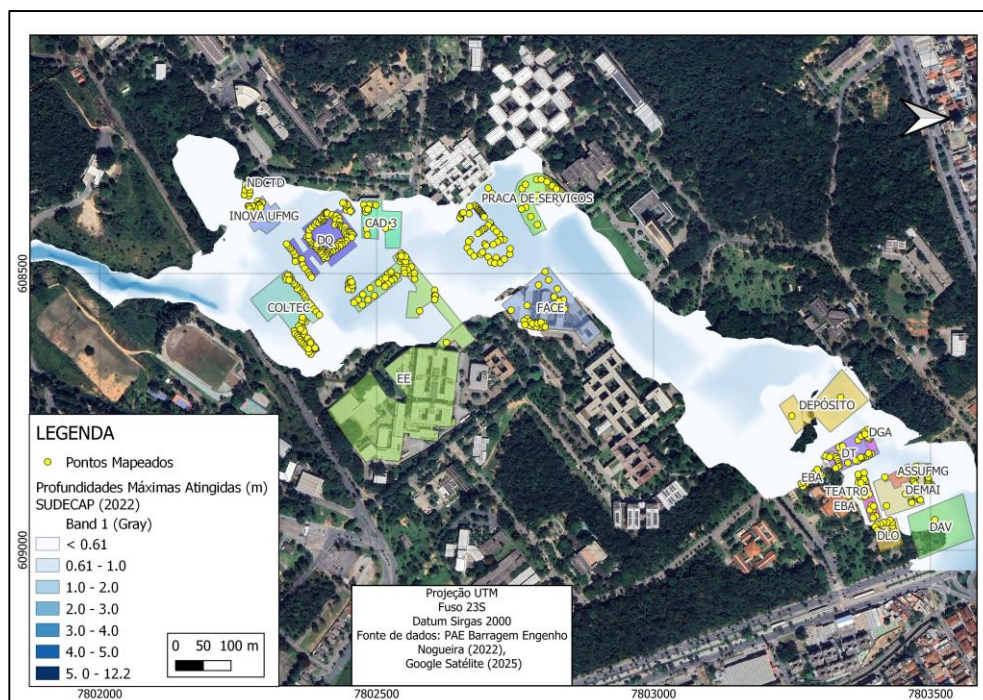 NDCTD
INOVA UFMG
DQ
CAD 3
PRACA DE SERVICOS
COLTEC
FACE
EE
DEPÓSITO
DGA
DT
EBA
ASSUFMG
TEATRO
EBA
DEMAI
DLO
DAV
608500
609000
LEGENDA
Pontos Mapeados
Profundidades Máximas Atingidas (m)
SUDECAP (2022)
Band 1 (Gray)
< 0.61
0.61 - 1.0
1.0 - 2.0
2.0 - 3.0
3.0 - 4.0
4.0 - 5.0
5. 0 - 12.2
0 50 100 m
Projeção UTM
Fuso 23S
Datum Sirgas 2000
Fonte de dados: PAE Barragem Engenho
Nogueira (2022),
Google Satélite (2025)
7802000
7802500
7803000
7803500